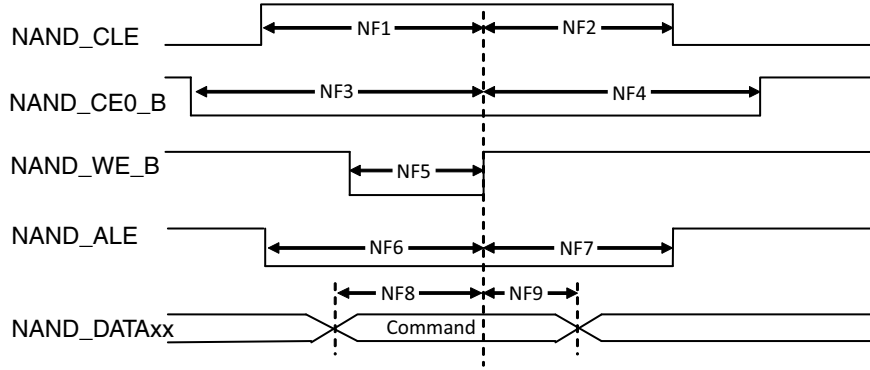 NAND_CLE NF1 NF2
NAND_CE0_B NF3 NF4
NAND_WE_B NF5
NAND_ALE NF6 NF7
NF8 NF9
NAND_DATAxx Command